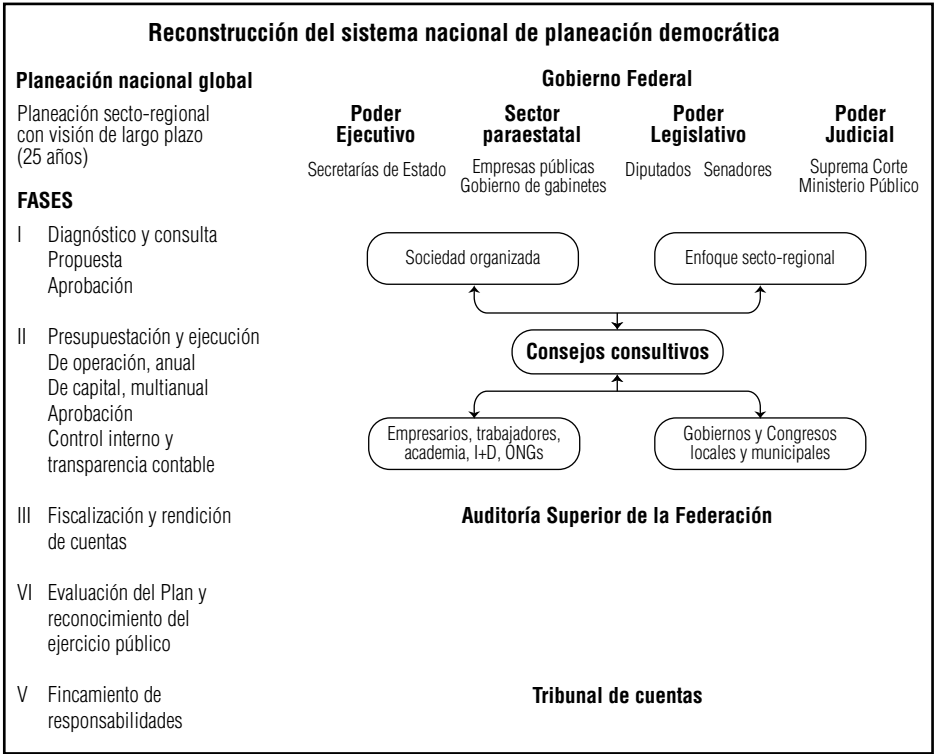 Reconstrucción del sistema nacional de planeación democrática
Planeación nacional global
Planeación secto-regional
con visión de largo plazo
(25 años)
Gobierno Federal
Poder
Ejecutivo
Secretarías de Estado
Sector
paraestatal
Empresas públicas
Gobierno de gabinetes
Poder
Legislativo
Diputados Senadores
Poder
Judicial
Suprema Corte
Ministerio Público
FASES
I Diagnóstico y consulta
Propuesta
Aprobación
Sociedad organizada
Enfoque secto-regional
II Presupuestación y ejecución
De operación, anual
De capital, multianual
Aprobación
Control interno y
transparencia contable
Consejos consultivos
Empresarios, trabajadores,
academia, I+D, ONGs
Gobiernos y Congresos
locales y municipales
III Fiscalización y rendición
de cuentas
Auditoría Superior de la Federación
VI Evaluación del Plan y
reconocimiento del
ejercicio público
V Fincamiento de
responsabilidades
Tribunal de cuentas